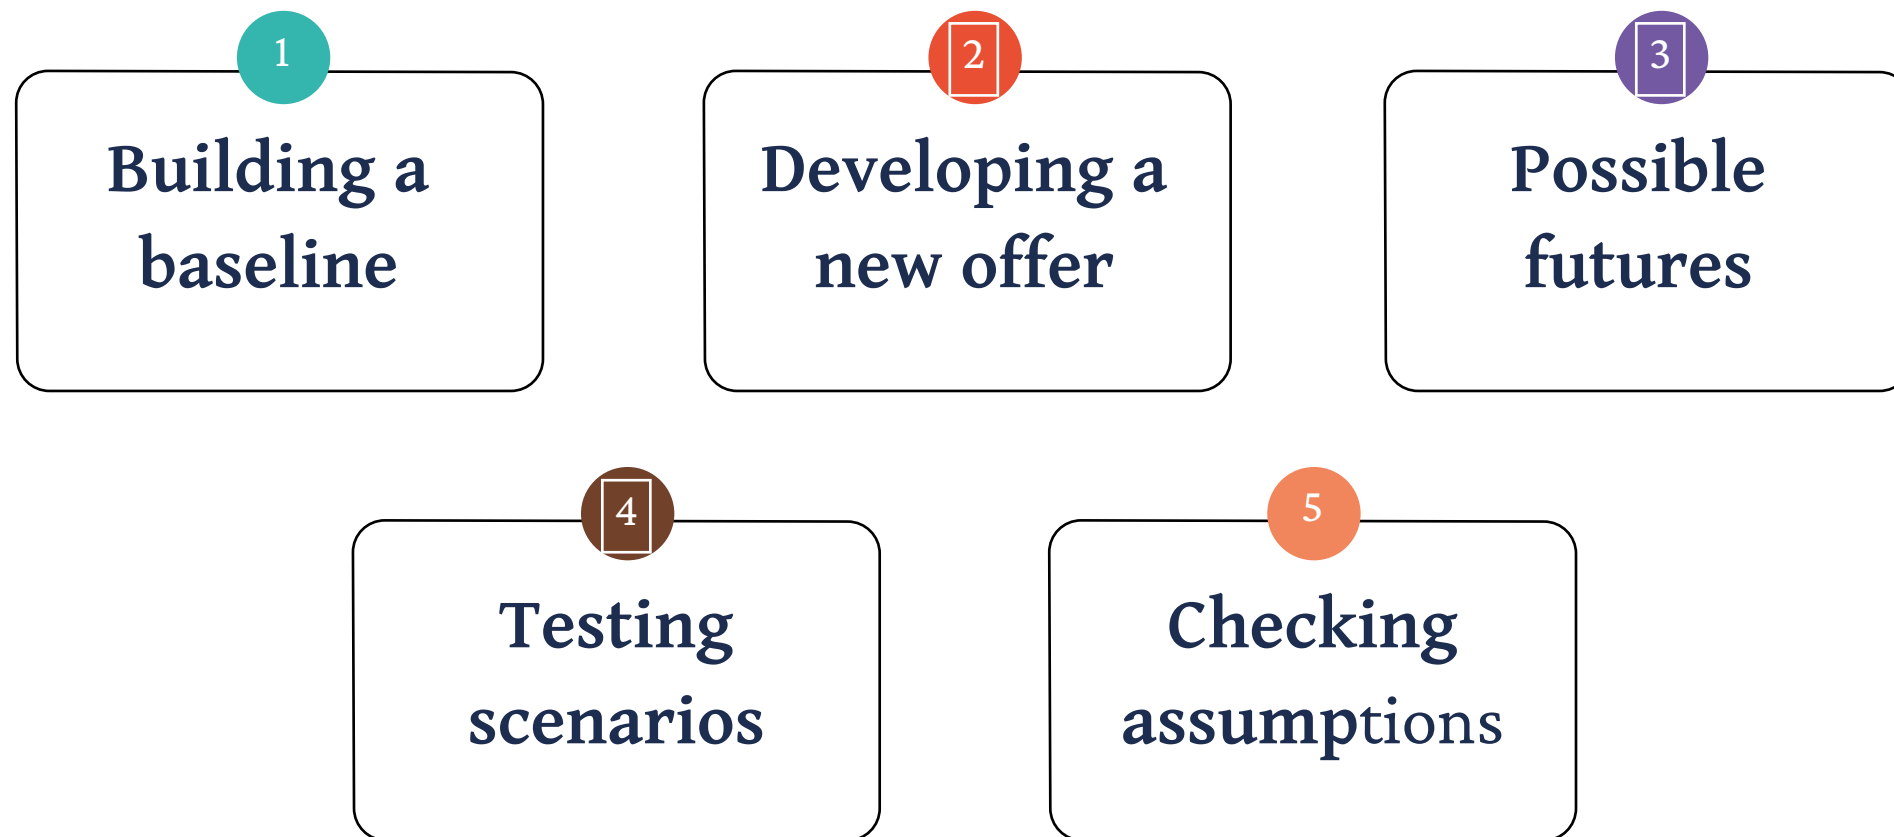 1
Building a
baseline
2
Developing a
new offer
3
Possible
futures
4
Testing
scenarios
5
Checking
assumptions